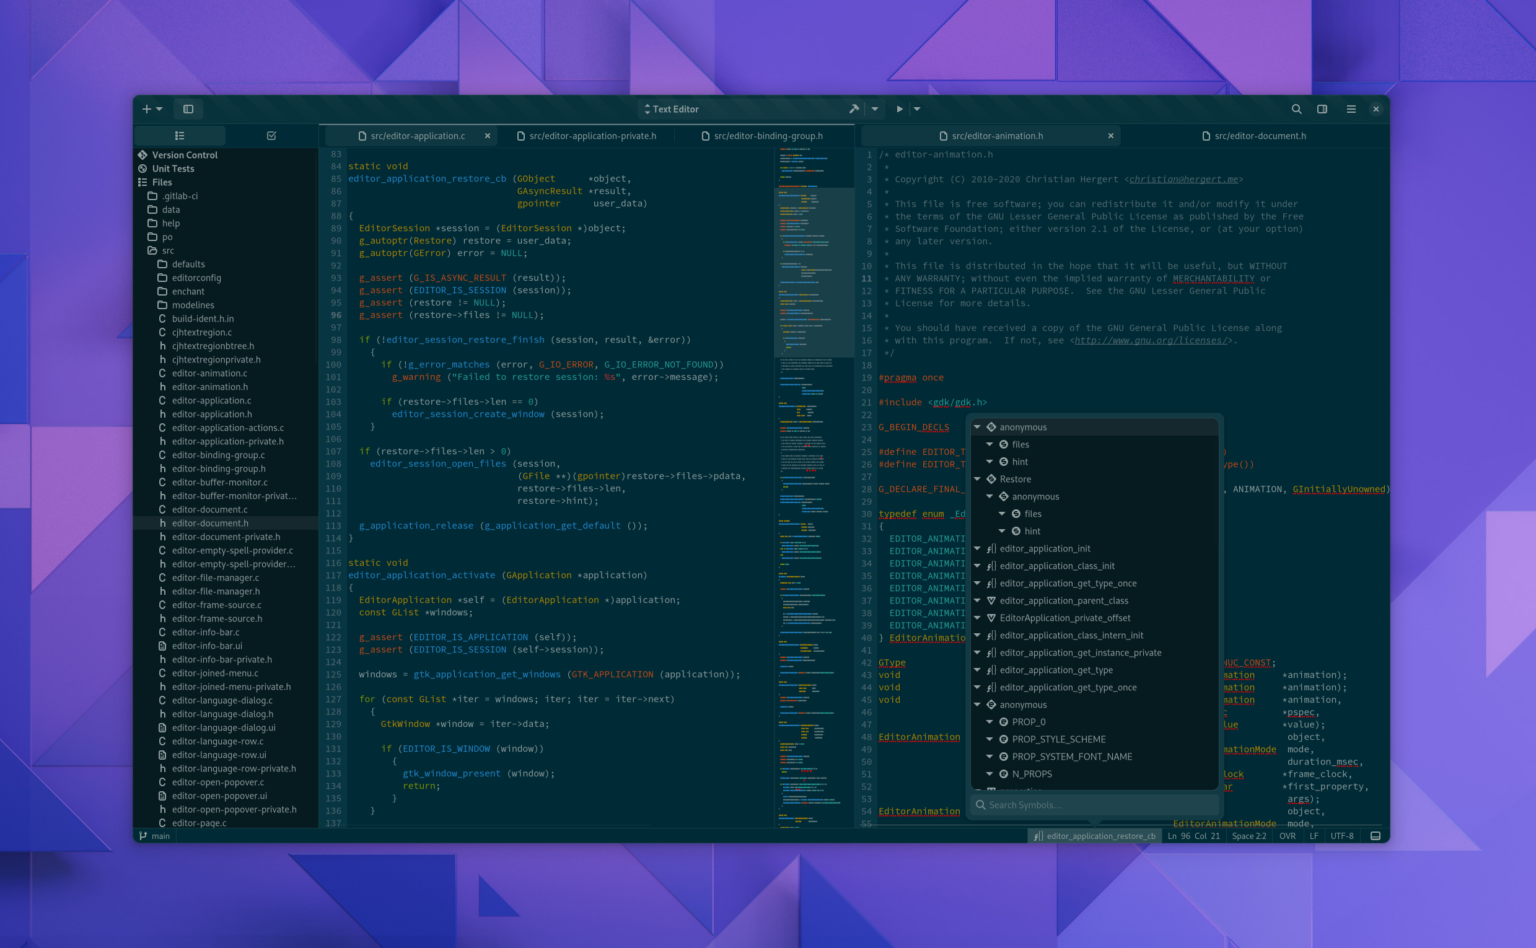 Text Editor
src/editor-application.c
src/editor-application-private.h
src/editor-binding-group.h
src/editor-animation.h
src/editor-document.h
Version Control
Unit Tests
Files
.gitlab-ci
data
help
po
src
defaults
editorconfig
enchant
modelines
build-ident.h.in
cjhtextregion.c
cjhtextregionbtree.h
cjhtextregionprivate.h
editor-animation.c
editor-animation.h
editor-application.c
editor-application.h
editor-application-actions.c
editor-application-private.h
editor-binding-group.c
editor-binding-group.h
editor-buffer-monitor.c
editor-buffer-monitor-privat...
editor-document.c
editor-document.h
editor-document-private.h
editor-empty-spell-provider.c
editor-empty-spell-provider...
editor-file-manager.c
editor-file-manager.h
editor-frame-source.c
editor-frame-source.h
editor-info-bar.c
editor-info-bar.ui
editor-info-bar-private.h
editor-joined-menu.c
editor-joined-menu-private.h
editor-language-dialog.c
editor-language-dialog.h
editor-language-dialog.ui
editor-language-row.c
editor-language-row.ui
editor-language-row-private.h
editor-open-popover.c
editor-open-popover.ui
editor-open-popover-private.h
editor-page.c
83
84 static void
85 editor_application_restore_cb (GObject *object,
86 GAsyncResult *result,
87 gpointer user_data)
88 {
89 EditorSession *session = (EditorSession *)object;
90 g_autoptr(Restore) restore = user_data;
91 g_autoptr(GError) error = NULL;
92
93 g_assert (G_IS_ASYNC_RESULT (result));
94 g_assert (EDITOR_IS_SESSION (session));
95 g_assert (restore != NULL);
96 g_assert (restore->files != NULL);
97
98 if (!editor_session_restore_finish (session, result, &error))
99 {
100 if (!g_error_matches (error, G_IO_ERROR, G_IO_ERROR_NOT_FOUND))
101 g_warning ("Failed to restore session: %s", error->message);
102
103 if (restore->files->len == 0)
104 editor_session_create_window (session);
105 }
106
107 if (restore->files->len > 0)
108 editor_session_open_files (session,
109 (GFile **)(gpointer)restore->files->pdata,
110 restore->files->len,
111 restore->hint);
112
113 g_application_release (g_application_get_default ());
114 }
115
116 static void
117 editor_application_activate (GApplication *application)
118 {
119 EditorApplication *self = (EditorApplication *)application;
120 const GList *windows;
121
122 g_assert (EDITOR_IS_APPLICATION (self));
123 g_assert (EDITOR_IS_SESSION (self->session));
124
125 windows = gtk_application_get_windows (GTK_APPLICATION (application));
126
127 for (const GList *iter = windows; iter; iter = iter->next)
128 {
129 GtkWindow *window = iter->data;
130
131 if (EDITOR_IS_WINDOW (window))
132 {
133 gtk_window_present (window);
134 return;
135 }
136 }
137
1 /* editor-animation.h
2 *
3 * Copyright (C) 2010-2020 Christian Hergert <christian@hergert.me>
4 *
5 * This file is free software; you can redistribute it and/or modify it under
6 * the terms of the GNU Lesser General Public License as published by the Free
7 * Software Foundation; either version 2.1 of the License, or (at your option)
8 * any later version.
9 *
10 * This file is distributed in the hope that it will be useful, but WITHOUT
11 * ANY WARRANTY; without even the implied warranty of MERCHANTABILITY or
12 * FITNESS FOR A PARTICULAR PURPOSE. See the GNU Lesser General Public
13 * License for more details.
14 *
15 * You should have received a copy of the GNU General Public License along
16 * with this program. If not, see <http://www.gnu.org/licenses/>.
17 */
18
19 #pragma once
20
21 #include <gdk/gdk.h>
22
23 G_BEGIN_DECLS
24
25 #define EDITOR_T )
26 #define EDITOR_T ype())
27
28 G_DECLARE_FINAL_ , ANIMATION, GInitiallyUnowned)
29
30 typedef enum _Ed
31 {
32 EDITOR_ANIMATI
33 EDITOR_ANIMATI
34 EDITOR_ANIMATI
35 EDITOR_ANIMATI
36 EDITOR_ANIMATI
37 EDITOR_ANIMATI
38 EDITOR_ANIMATI
39 EDITOR_ANIMATI
40 } EditorAnimatio
41
42 GType NUC_CONST;
43 void mation *animation);
44 void mation *animation,
45 void mation *animation,
46 *pspec,
47 lue *value);
48 EditorAnimation object,
49 mationMode mode,
50 duration_msec,
51 lock *frame_clock,
52 ar *first_property,
53 args);
54 EditorAnimation object,
55 EditorAnimationMode mode,
anonymous
files
hint
Restore
anonymous
files
hint
editor_application_init
editor_application_class_init
editor_application_get_type_once
editor_application_parent_class
EditorApplication_private_offset
editor_application_class_intern_init
editor_application_get_instance_private
editor_application_get_type
editor_application_get_type_once
anonymous
PROP_0
PROP_STYLE_SCHEME
PROP_SYSTEM_FONT_NAME
N_PROPS
Search Symbols...
main
editor_application_restore_cb
Ln 96 Col 21
Space 2:2
OVR
LF
UTF-8